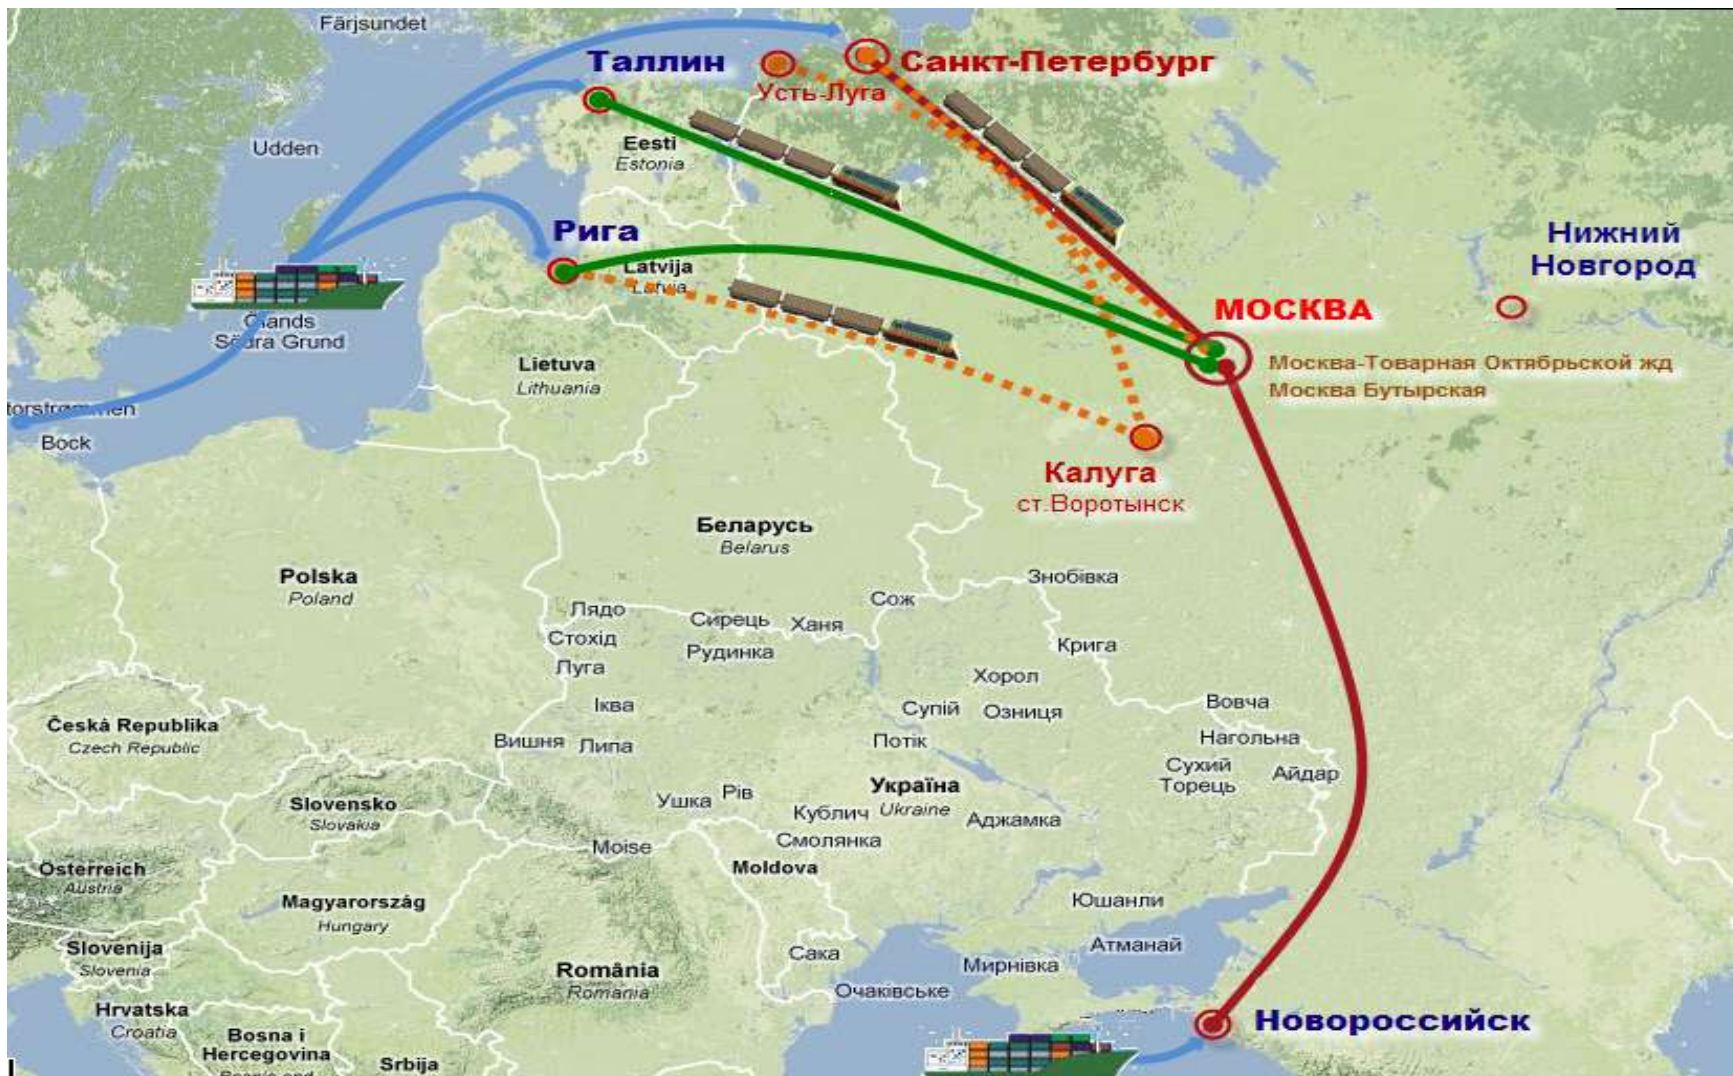 Färjsundet
Таллин
Санкт-Петербург
Усть-Луга
Udden
Eesti
Estonia
Рига
Нижний
Новгород
Latvija
Latvia
МОСКВА
Södra Grund
Москва-Товарная Октябрьской жд
Москва Бутырская
Lietuva
Lithuania
Bock
Калуга
ст.Воротынск
Беларусь
Belarus
Polska
Poland
Знобівка
Лядо
Сож
Сирець
Ханя
Стохід
Рудинка
Крига
Луга
Хорол
Іква
Супій
Озниця
Вовча
Česká Republika
Czech Republic
Вишня
Липа
Потік
Нагольна
Сухий
Торець
Айдар
Україна
Ukraine
Slovensko
Slovakia
Ушка
Рів
Кублич
Аджамка
Смолянка
Moise
Moldova
Österreich
Austria
Magyarország
Hungary
Юшанли
Slovenija
Slovenia
Сака
Атманай
Мирнівка
România
Romania
Очаківське
Hrvatska
Croatia
Новороссийск
Bosna i
Hercegovina
Srbija